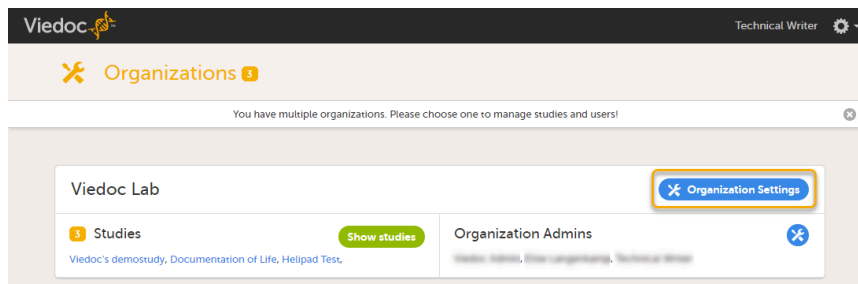 Viedoc
Technical Writer
Organizations 3
You have multiple organizations. Please choose one to manage studies and users!
Viedoc Lab
Organization Settings
3 Studies
Show studies
Organization Admins
Viedoc's demostudy, Documentation of Life, Helipad Test,